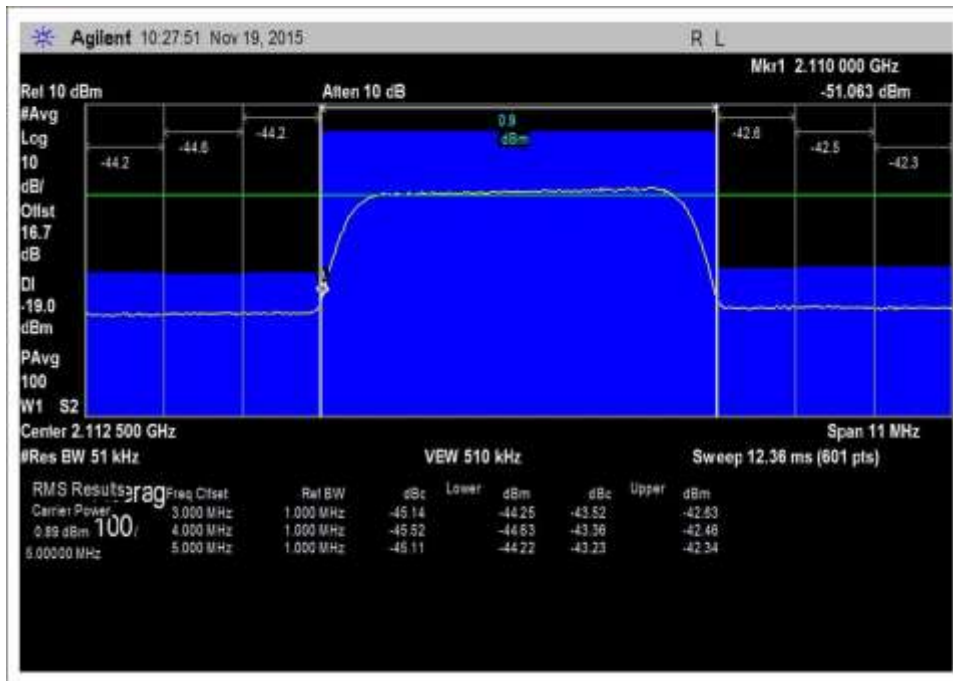 Agilent 10:27:51 Nov 19, 2015 R L
Mkr1 2.110 000 GHz
Ref 10 dBm Atten 10 dB -51.063 dBm
#Avg
Log
10
dB/
Offst
16.7
dB
DI
-19.0
dBm
PAvg
100
W1 S2
-44.2 -44.6 -44.2 0.9 dBm -42.6 -42.5 -42.3
Center 2.112 500 GHz Span 11 MHz
#Res BW 51 kHz VBW 510 kHz Sweep 12.36 ms (601 pts)
RMS Results Freq Offset Ref BW dBc Lower dBm dBc Upper dBm
Carrier Power 3.000 MHz 1.000 MHz -45.14 -44.25 -43.52 -42.63
0.89 dBm / 100/ 4.000 MHz 1.000 MHz -45.52 -44.63 -43.36 -42.46
5.00000 MHz 5.000 MHz 1.000 MHz -45.11 -44.22 -43.23 -42.34